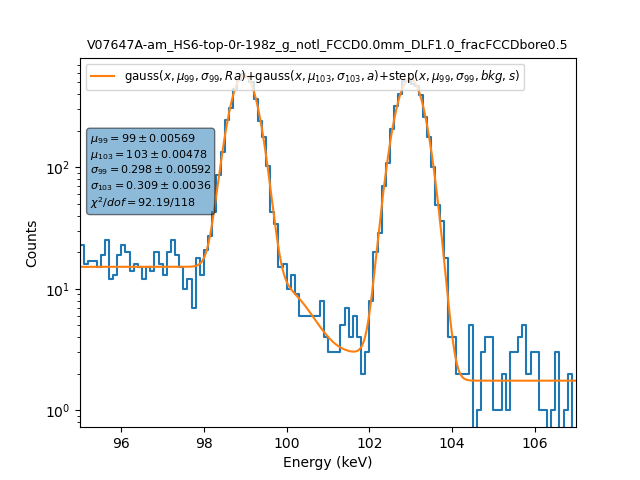 V07647A-am_HS6-top-0r-198z_g_notl_FCCD0.0mm_DLF1.0_fracFCCDbore0.5
gauss(x, μ₉₉, σ₉₉, Ra)+gauss(x, μ₁₀₃, σ₁₀₃, a)+step(x, μ₉₉, σ₉₉, bkg, s)
μ₉₉ = 99 ± 0.00569
μ₁₀₃ = 103 ± 0.00478
σ₉₉ = 0.298 ± 0.00592
σ₁₀₃ = 0.309 ± 0.0036
χ²/dof = 92.19/118
Counts
10²
10¹
10⁰
96 98 100 102 104 106
Energy (keV)